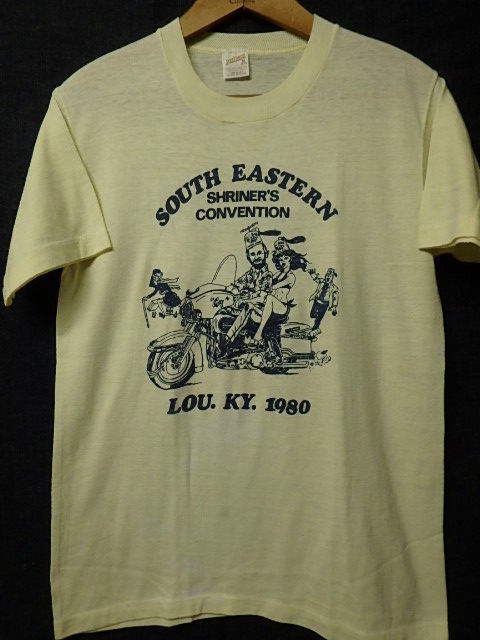 SOUTH EASTERN
SHRINER'S
CONVENTION
LOU. KY. 1980